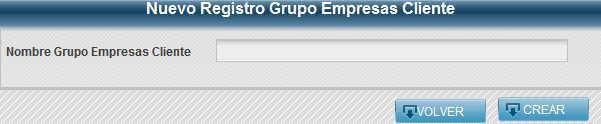 Nuevo Registro Grupo Empresas Cliente
Nombre Grupo Empresas Cliente
VOLVER CREAR